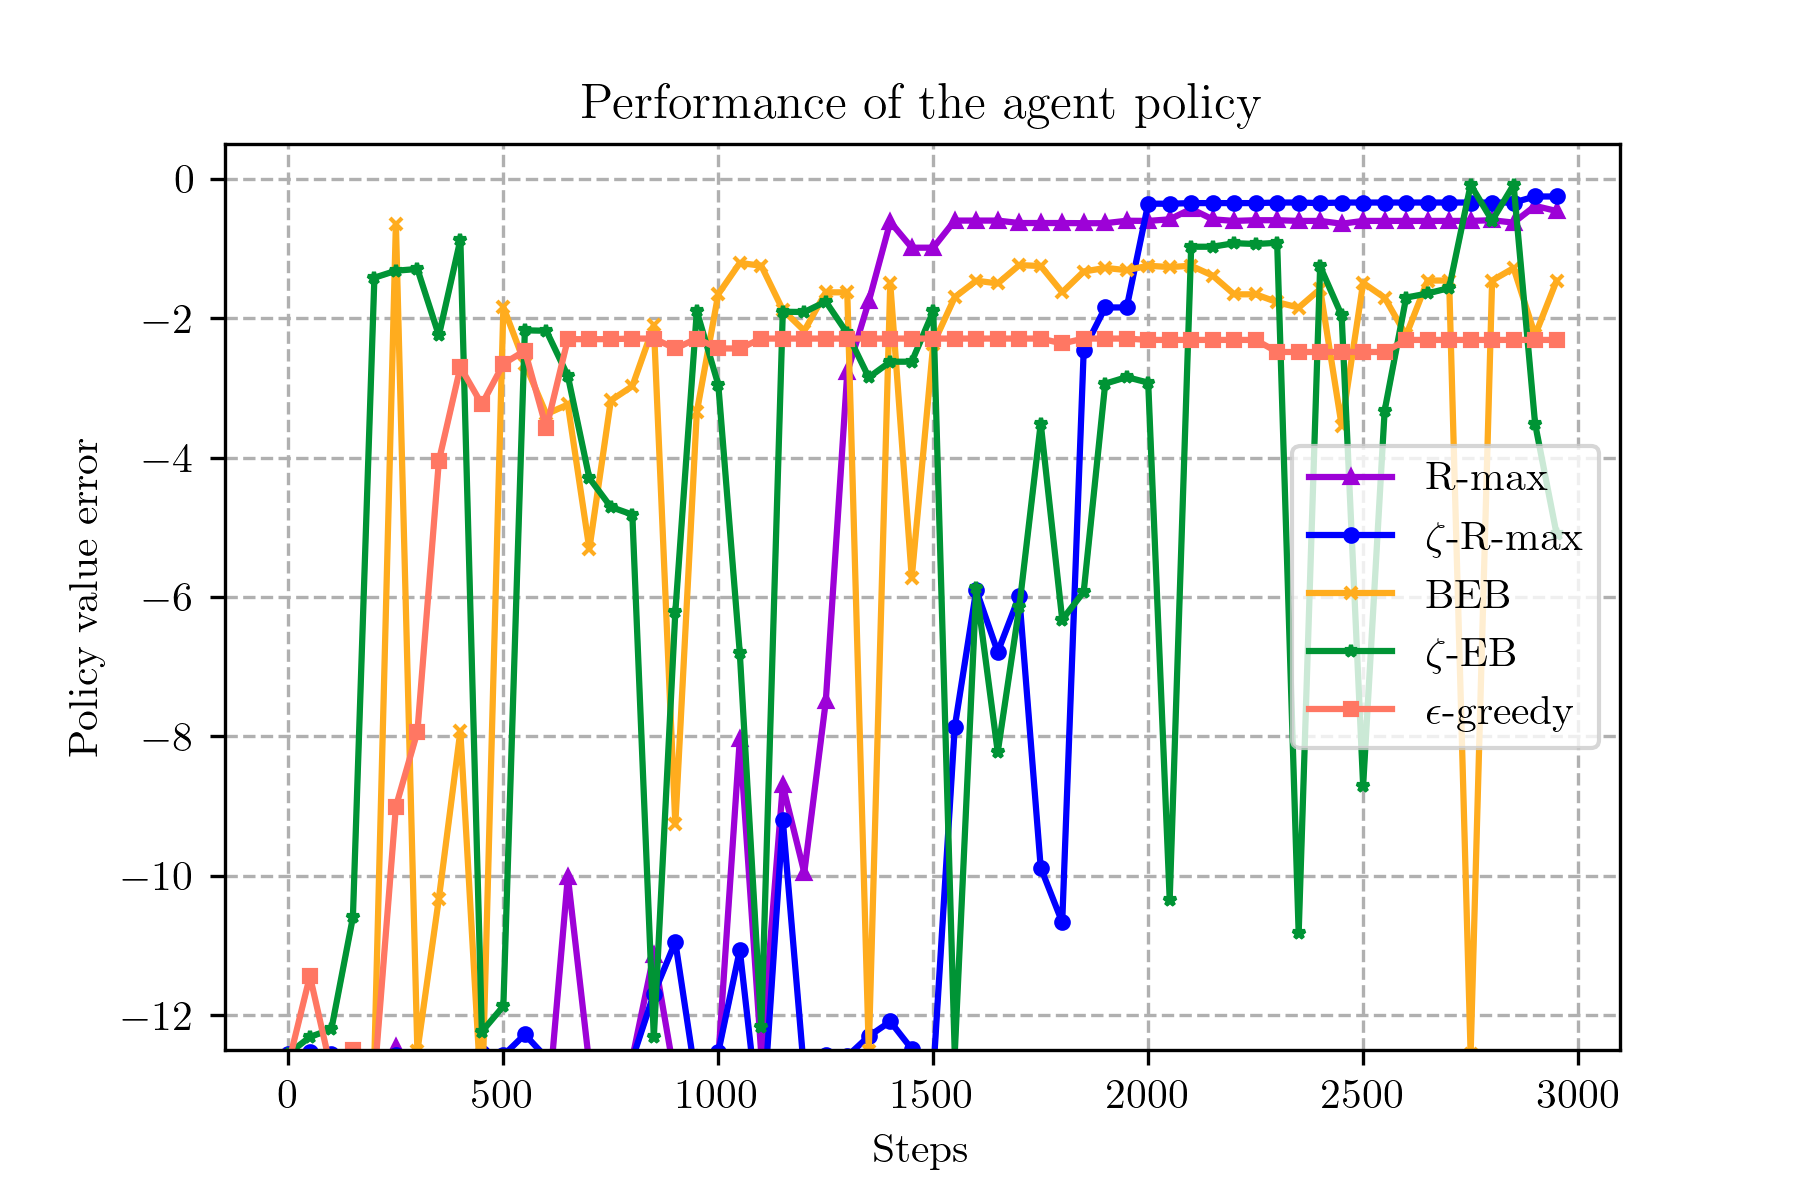 Performance of the agent policy
Policy value error
0
−2
−4
−6
−8
−10
−12
R-max
ζ-R-max
BEB
ζ-EB
ϵ-greedy
0 500 1000 1500 2000 2500 3000
Steps